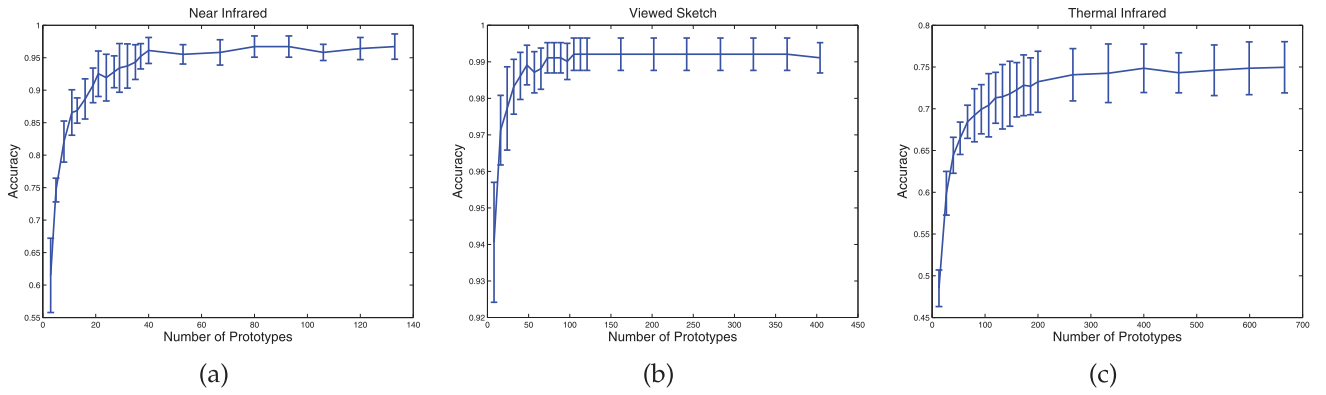 Near Infrared
1
0.95
0.9
0.85
0.8
0.75
0.7
0.65
0.6
0.55
Accuracy
0 20 40 60 80 100 120 140
Number of Prototypes
(a)
Viewed Sketch
1
0.99
0.98
0.97
0.96
0.95
0.94
0.93
0.92
Accuracy
0 50 100 150 200 250 300 350 400 450
Number of Prototypes
(b)
Thermal Infrared
0.8
0.75
0.7
0.65
0.6
0.55
0.5
0.45
Accuracy
0 100 200 300 400 500 600 700
Number of Prototypes
(c)